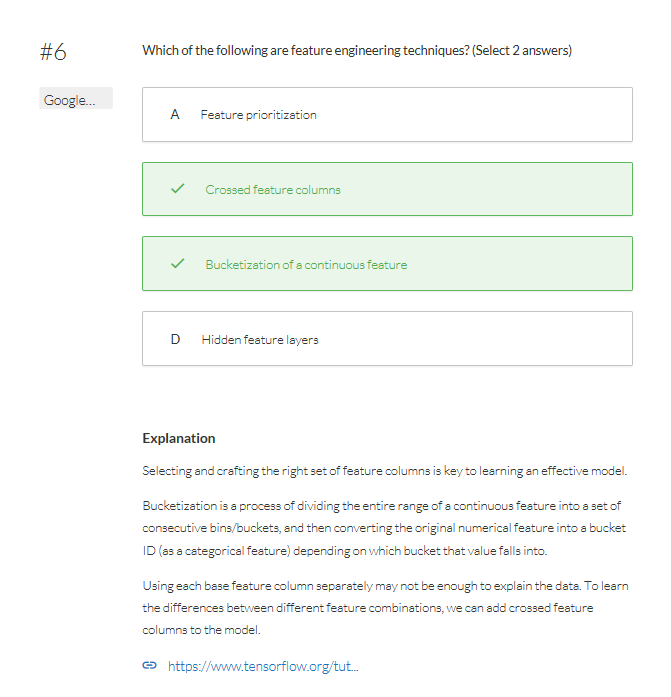 #6
Which of the following are feature engineering techniques? (Select 2 answers)
Google...
A Feature prioritization
Crossed feature columns
Bucketization of a continuous feature
D Hidden feature layers
Explanation
Selecting and crafting the right set of feature columns is key to learning an effective model.
Bucketization is a process of dividing the entire range of a continuous feature into a set of
consecutive bins/buckets, and then converting the original numerical feature into a bucket
ID (as a categorical feature) depending on which bucket that value falls into.
Using each base feature column separately may not be enough to explain the data. To learn
the differences between different feature combinations, we can add crossed feature
columns to the model.
https://www.tensorflow.org/tut...